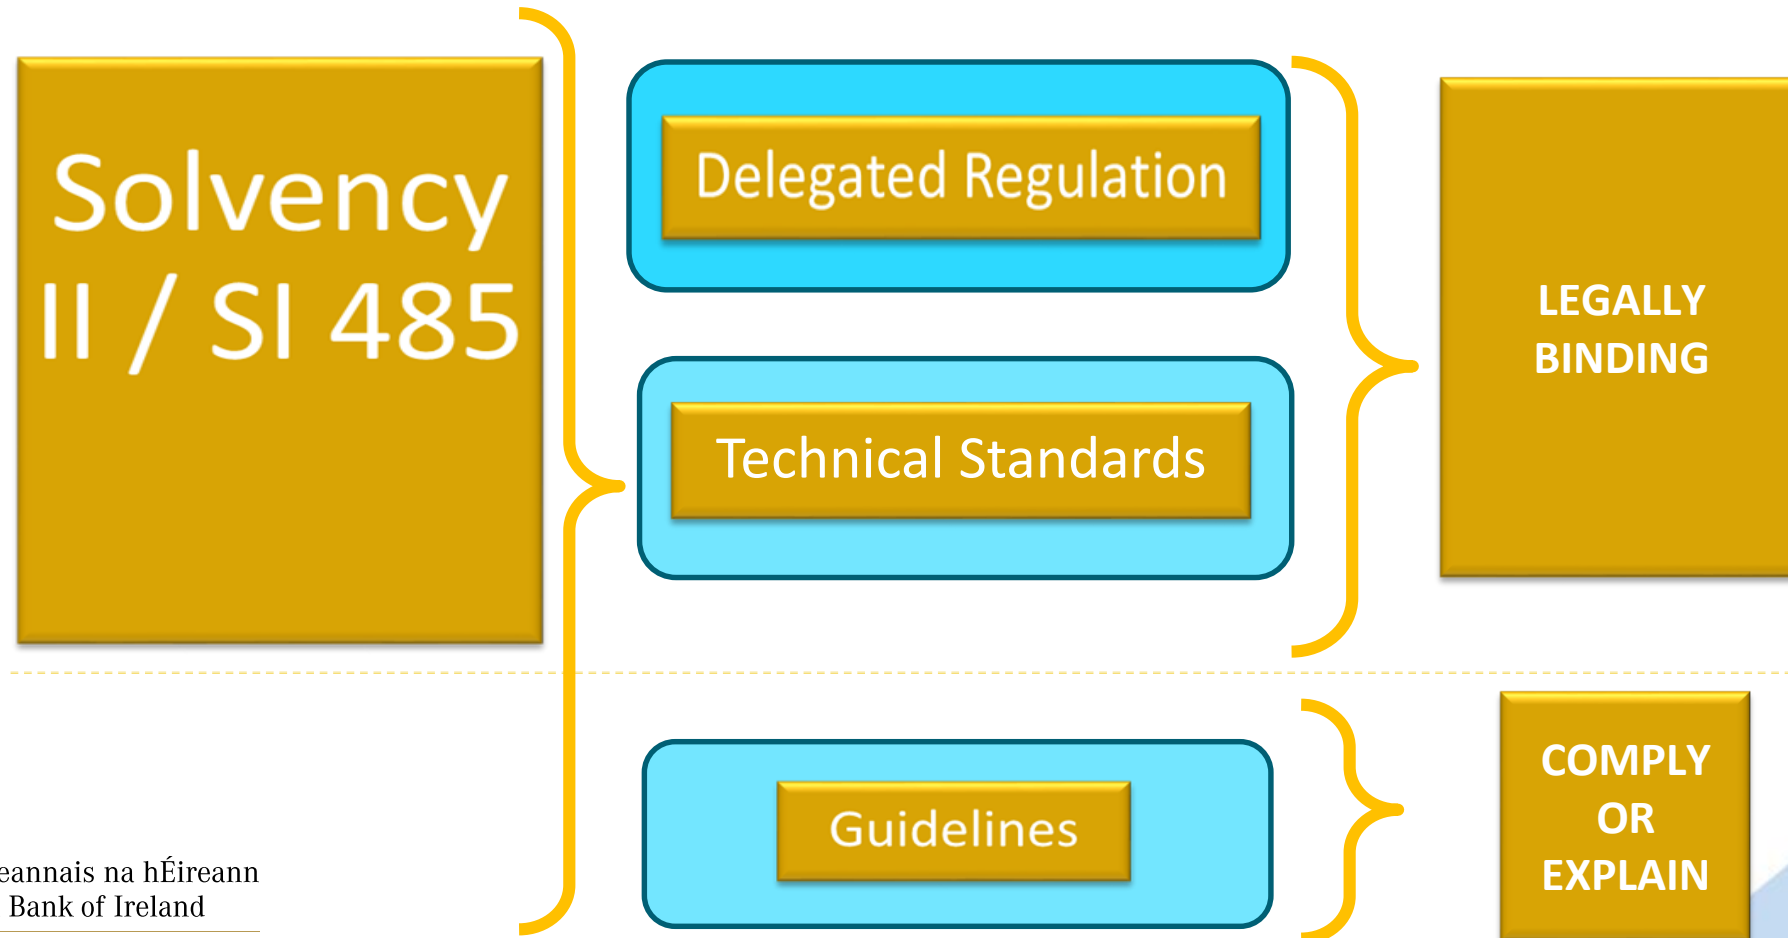 Solvency
II / SI 485
Delegated Regulation
Technical Standards
Guidelines
LEGALLY
BINDING
COMPLY
OR
EXPLAIN
eannais na hÉireann
Bank of Ireland